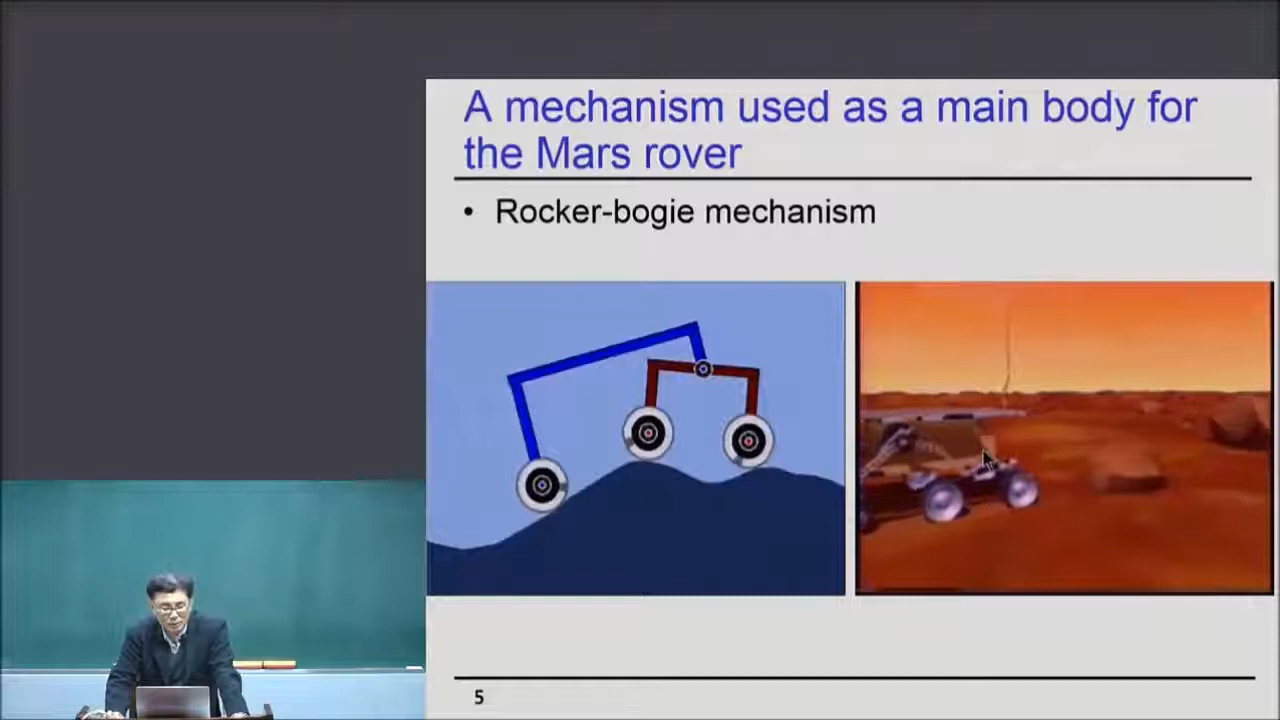 A mechanism used as a main body for
the Mars rover
• Rocker-bogie mechanism
5